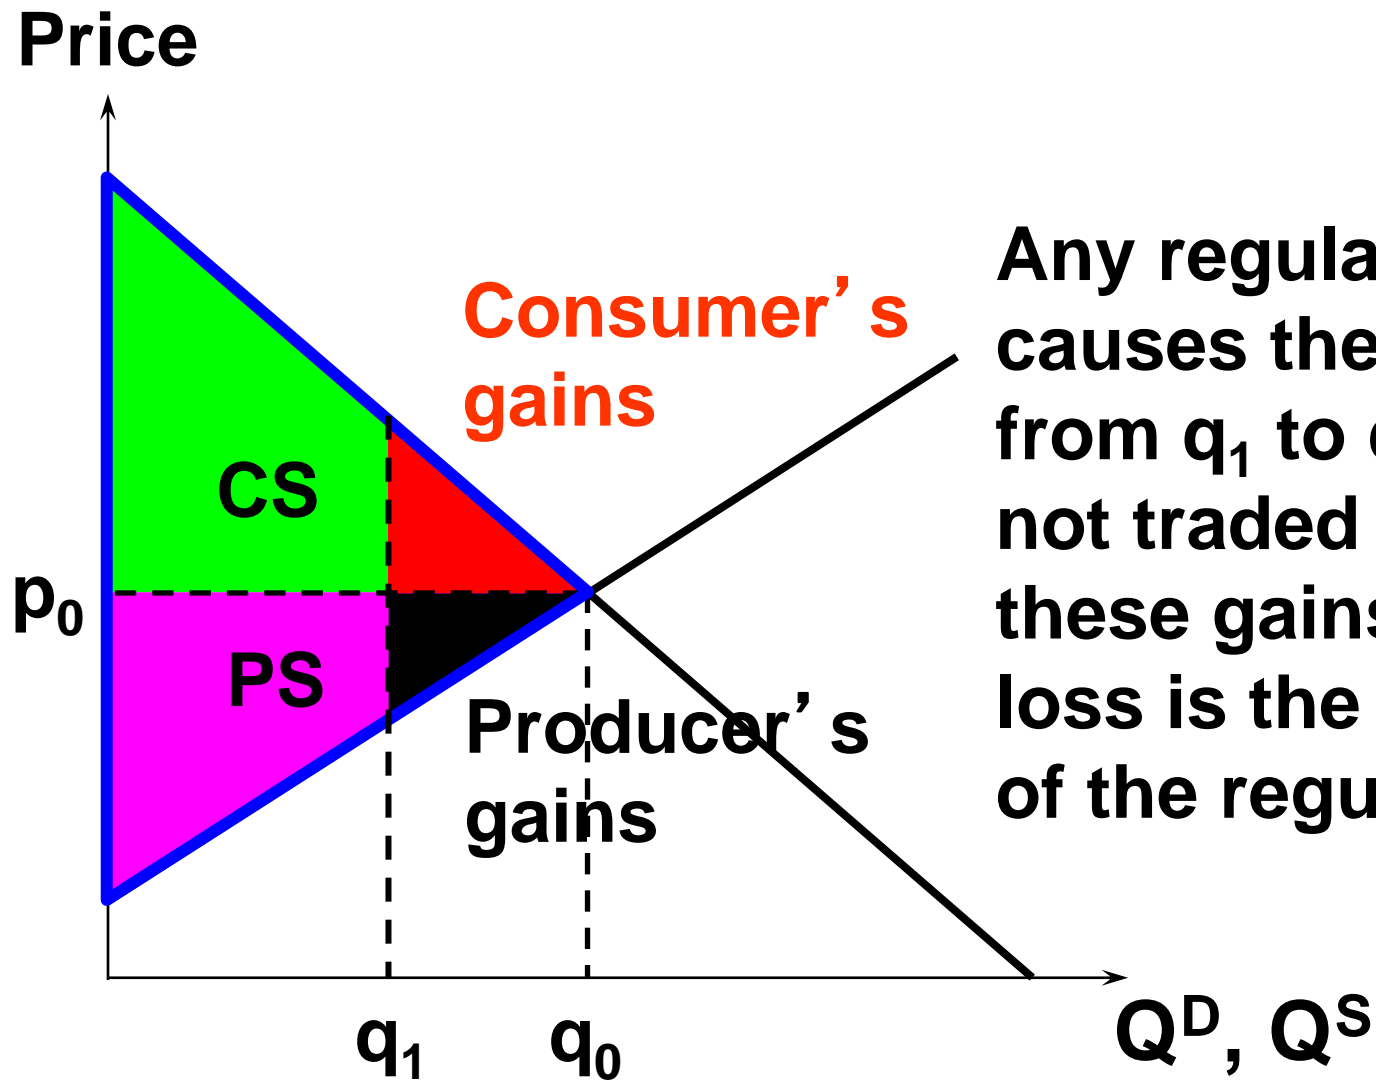 Price
Consumer’s
gains
CS
p₀
PS
Producer’s
gains
Any regula
causes the
from q₁ to
not traded
these gains
loss is the
of the regu
q₁
q₀
Qᴰ, Qˢ